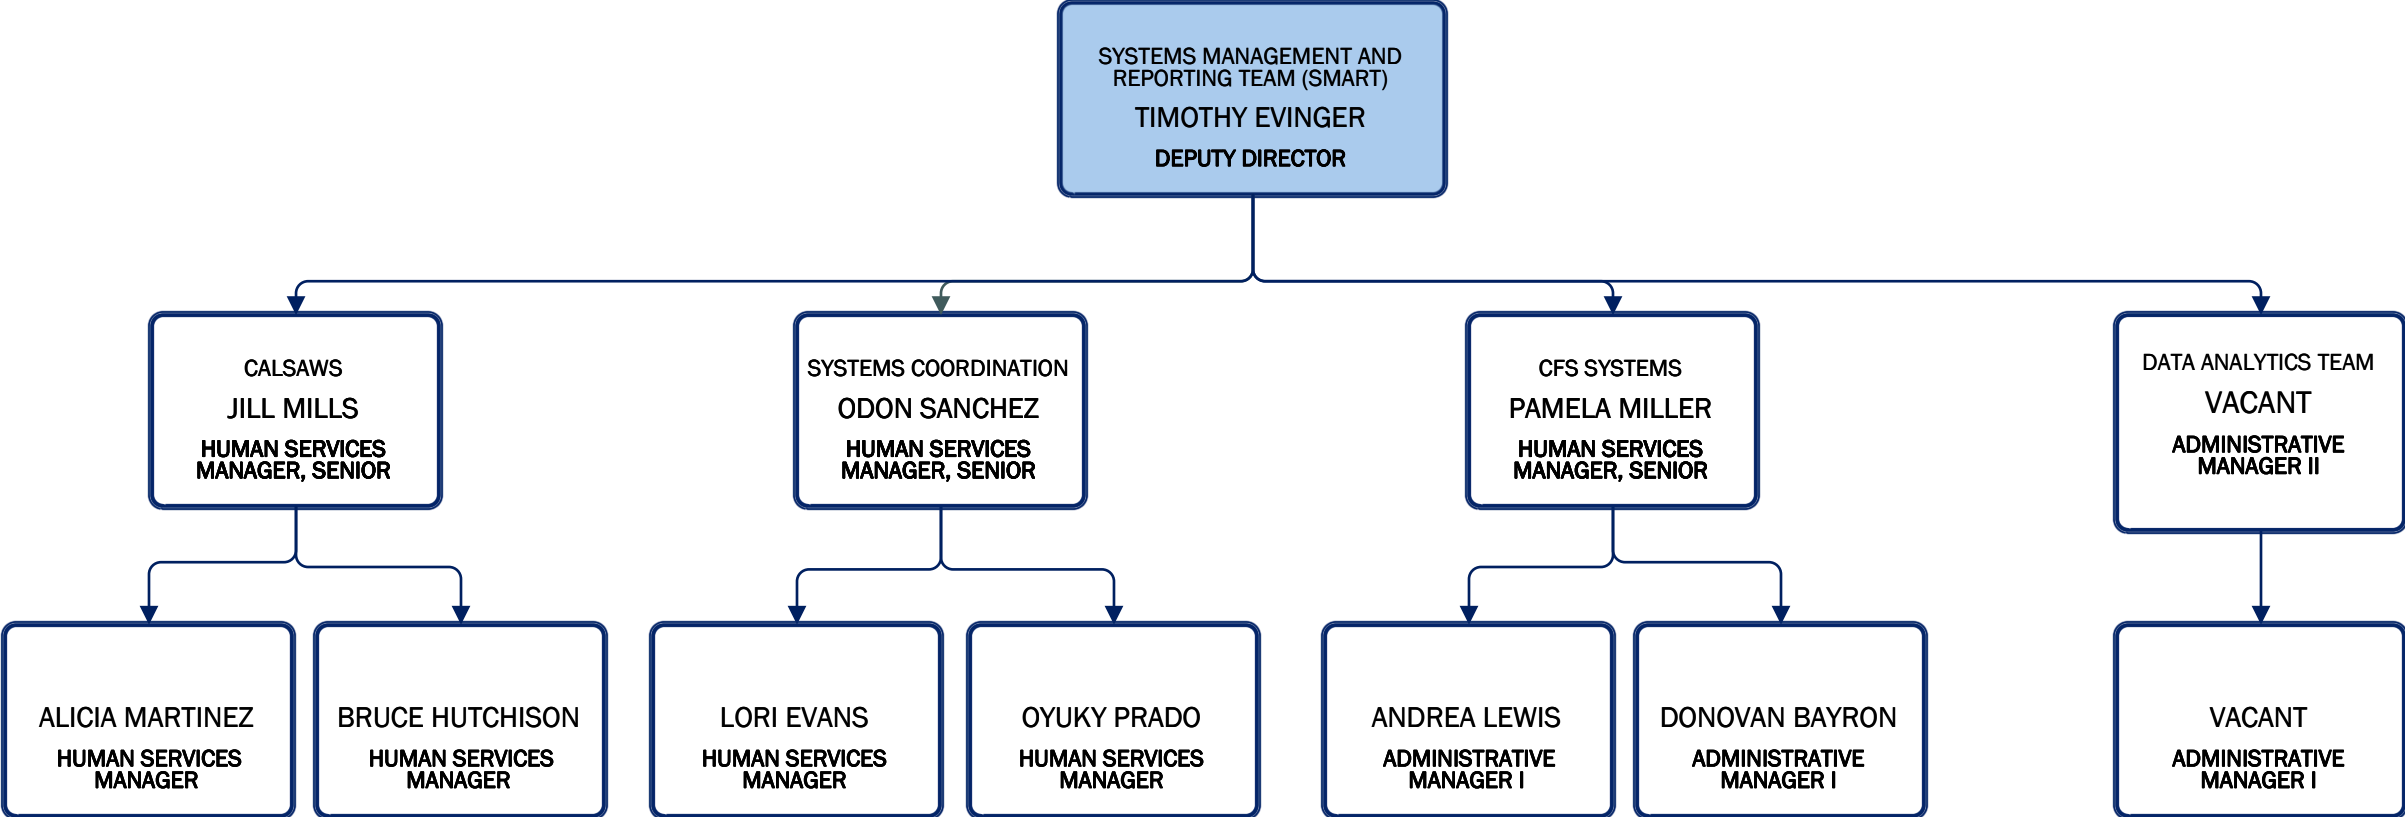 SYSTEMS MANAGEMENT AND
REPORTING TEAM (SMART)
TIMOTHY EVINGER
DEPUTY DIRECTOR
CALSAWS
JILL MILLS
HUMAN SERVICES
MANAGER, SENIOR
SYSTEMS COORDINATION
ODON SANCHEZ
HUMAN SERVICES
MANAGER, SENIOR
CFS SYSTEMS
PAMELA MILLER
HUMAN SERVICES
MANAGER, SENIOR
DATA ANALYTICS TEAM
VACANT
ADMINISTRATIVE
MANAGER II
ALICIA MARTINEZ
HUMAN SERVICES
MANAGER
BRUCE HUTCHISON
HUMAN SERVICES
MANAGER
LORI EVANS
HUMAN SERVICES
MANAGER
OYUKY PRADO
HUMAN SERVICES
MANAGER
ANDREA LEWIS
ADMINISTRATIVE
MANAGER I
DONOVAN BAYRON
ADMINISTRATIVE
MANAGER I
VACANT
ADMINISTRATIVE
MANAGER I